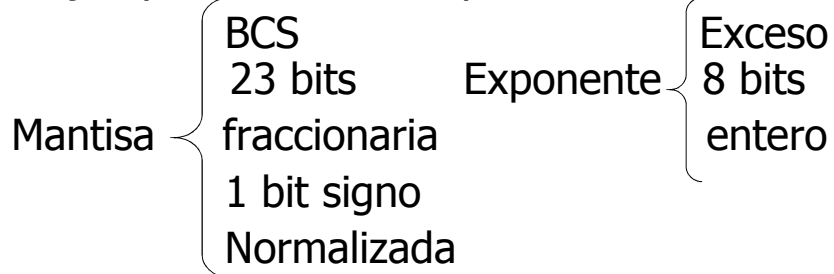 BCS Exceso
23 bits Exponente 8 bits
Mantisa fraccionaria entero
1 bit signo
Normalizada